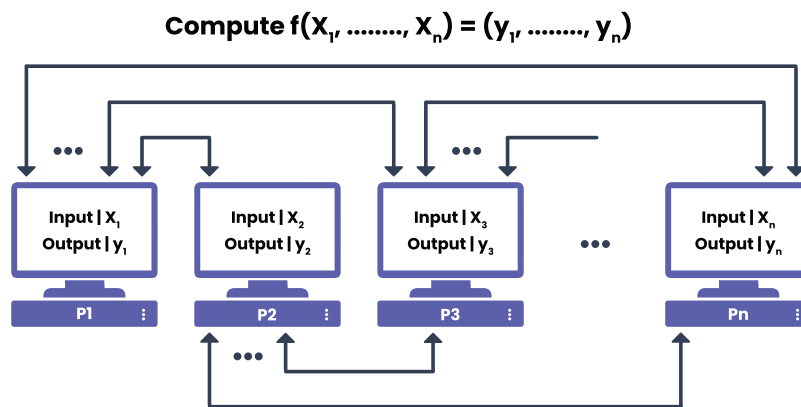 Compute f(X₁, ........, Xₙ) = (y₁, ........, yₙ)
Input | X₁
Output | y₁
P1
Input | X₂
Output | y₂
P2
Input | X₃
Output | y₃
P3
Input | Xₙ
Output | yₙ
Pn